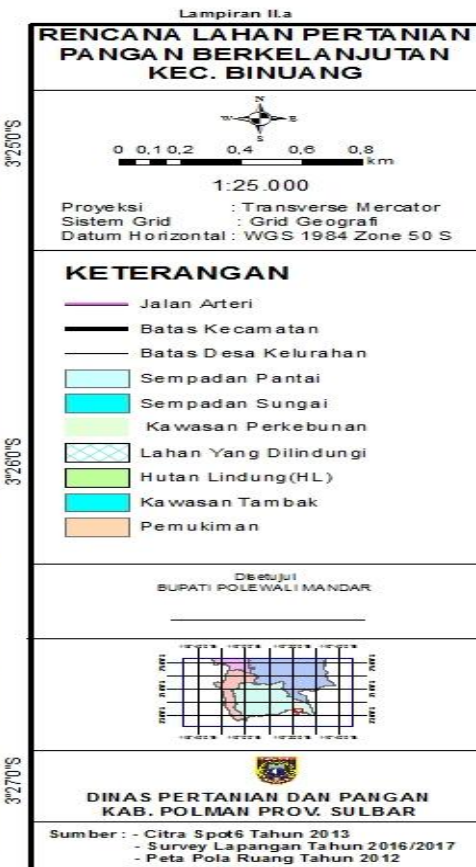 Lampiran II.a
RENCANA LAHAN PERTANIAN
PANGAN BERKELANJUTAN
KEC. BINUANG
N
W E
S
0 0,1 0,2 0,4 0,6 0,8
km
1:25.000
Proyeksi : Transverse Mercator
Sistem Grid : Grid Geografi
Datum Horizontal : WGS 1984 Zone 50 S
KETERANGAN
Jalan Arteri
Batas Kecamatan
Batas Desa Kelurahan
Sempadan Pantai
Sempadan Sungai
Kawasan Perkebunan
Lahan Yang Dilindungi
Hutan Lindung(HL)
Kawasan Tambak
Pemukiman
Disetujui
BUPATI POLEWALI MANDAR
DINAS PERTANIAN DAN PANGAN
KAB. POLMAN PROV. SULBAR
Sumber : - Citra Spot6 Tahun 2013
- Survey Lapangan Tahun 2016/2017
- Peta Pola Ruang Tahun 2012
3°25'0"S
3°26'0"S
3°27'0"S